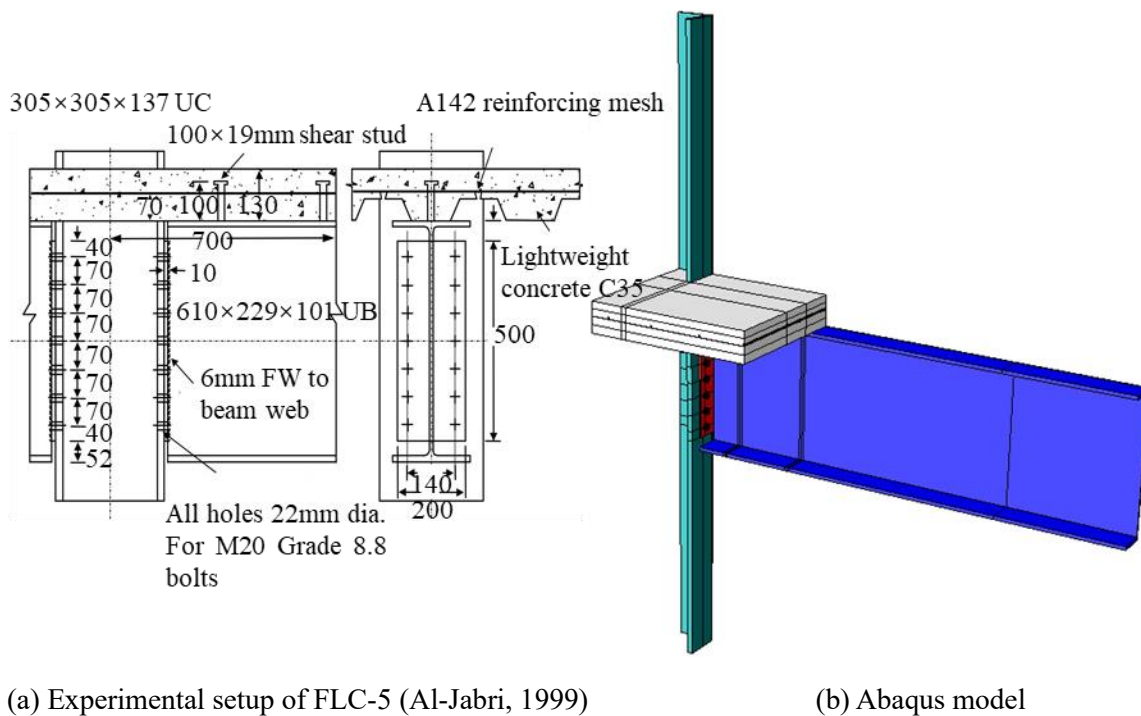 305×305×137 UC
A142 reinforcing mesh
100×19mm shear stud
70 100 130
700
40
70
10
70
70
610×229×101 UB
70
70
6mm FW to
beam web
70
40
52
Lightweight
concrete C35
500
140
200
All holes 22mm dia.
For M20 Grade 8.8
bolts
(a) Experimental setup of FLC-5 (Al-Jabri, 1999)
(b) Abaqus model